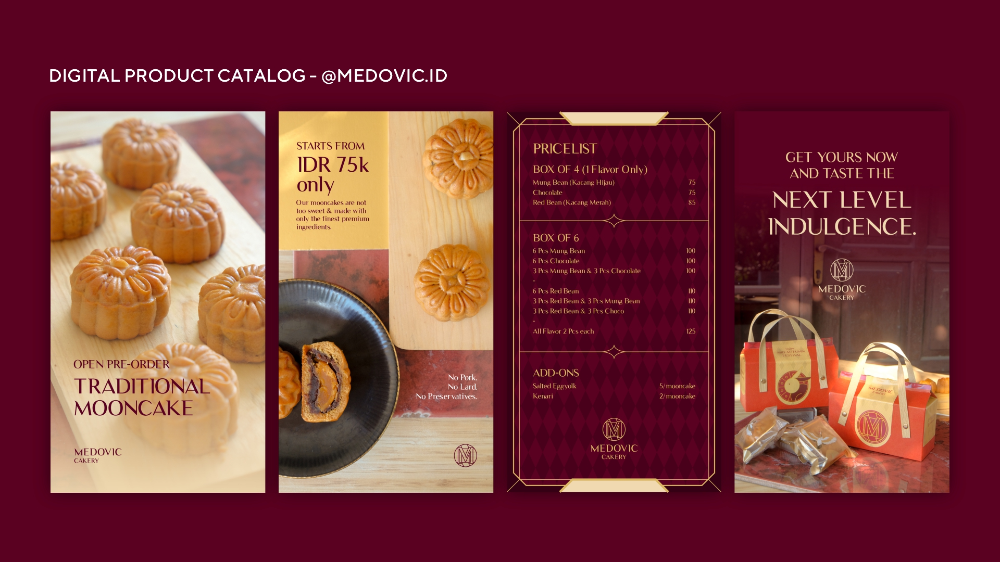 DIGITAL PRODUCT CATALOG - @MEDOVIC.ID
OPEN PRE-ORDER
TRADITIONAL
MOONCAKE
MEDOVIC
CAKERY
STARTS FROM
IDR 75k
only
Our mooncakes are not
too sweet & made with
only the finest premium
ingredients.
No Pork.
No Lard.
No Preservatives.
M
PRICELIST
BOX OF 4 (1 Flavor Only)
Mung Bean (Kacang Hijau) 75
Chocolate 75
Red Bean (Kacang Merah) 85
BOX OF 6
6 Pcs Mung Bean 100
6 Pcs Chocolate 100
3 Pcs Mung Bean & 3 Pcs Chocolate 100
-
6 Pcs Red Bean 110
3 Pcs Red Bean & 3 Pcs Mung Bean 110
3 Pcs Red Bean & 3 Pcs Choco 110
-
All Flavor 2 Pcs each 125
ADD-ONS
Salted Eggyolk 5/mooncake
Kenari 2/mooncake
M
MEDOVIC
CAKERY
GET YOURS NOW
AND TASTE THE
NEXT LEVEL
INDULGENCE.
M
MEDOVIC
CAKERY
HAPPY
MID-AUTUMN
FESTIVAL
MEDOVIC
CAKERY
M